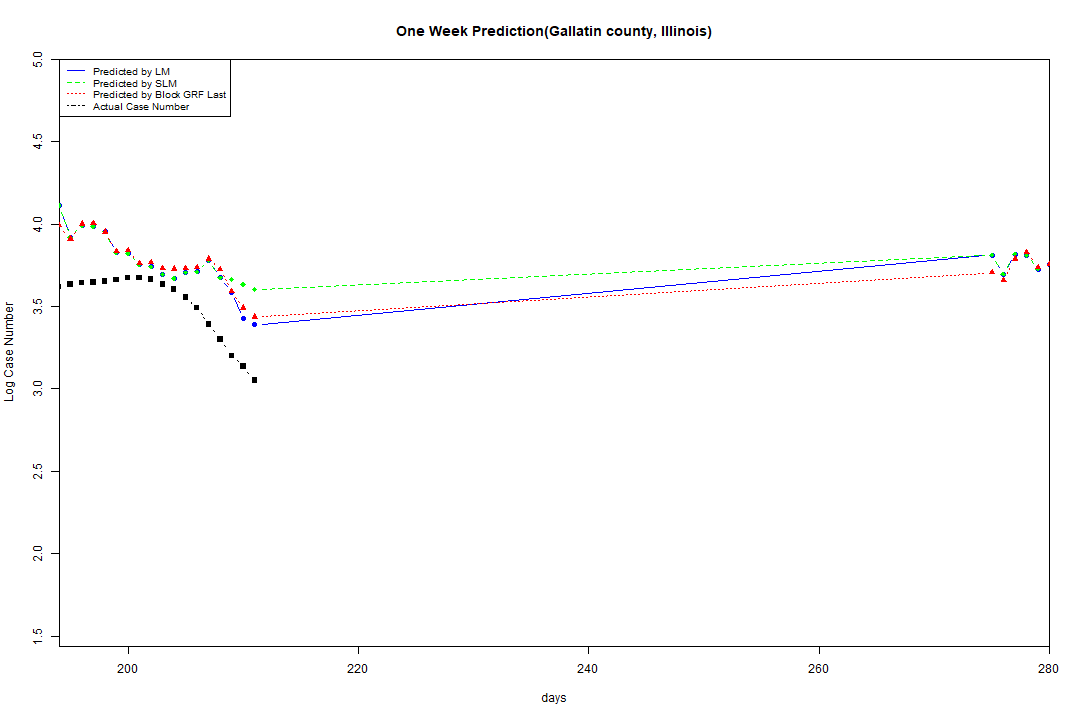 One Week Prediction(Gallatin county, Illinois)
Predicted by LM
Predicted by SLM
Predicted by Block GRF Last
Actual Case Number
5.0
4.5
4.0
3.5
3.0
2.5
2.0
1.5
Log Case Number
200 220 240 260 280
days